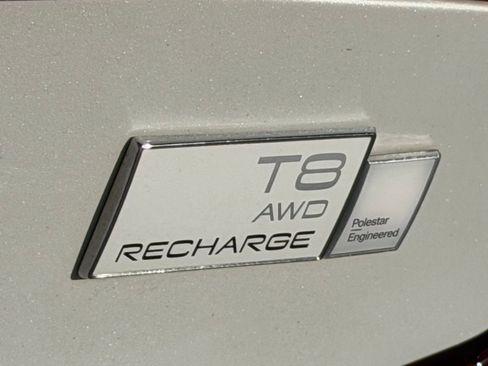 T8
AWD
RECHARGE
Polestar
Engineered